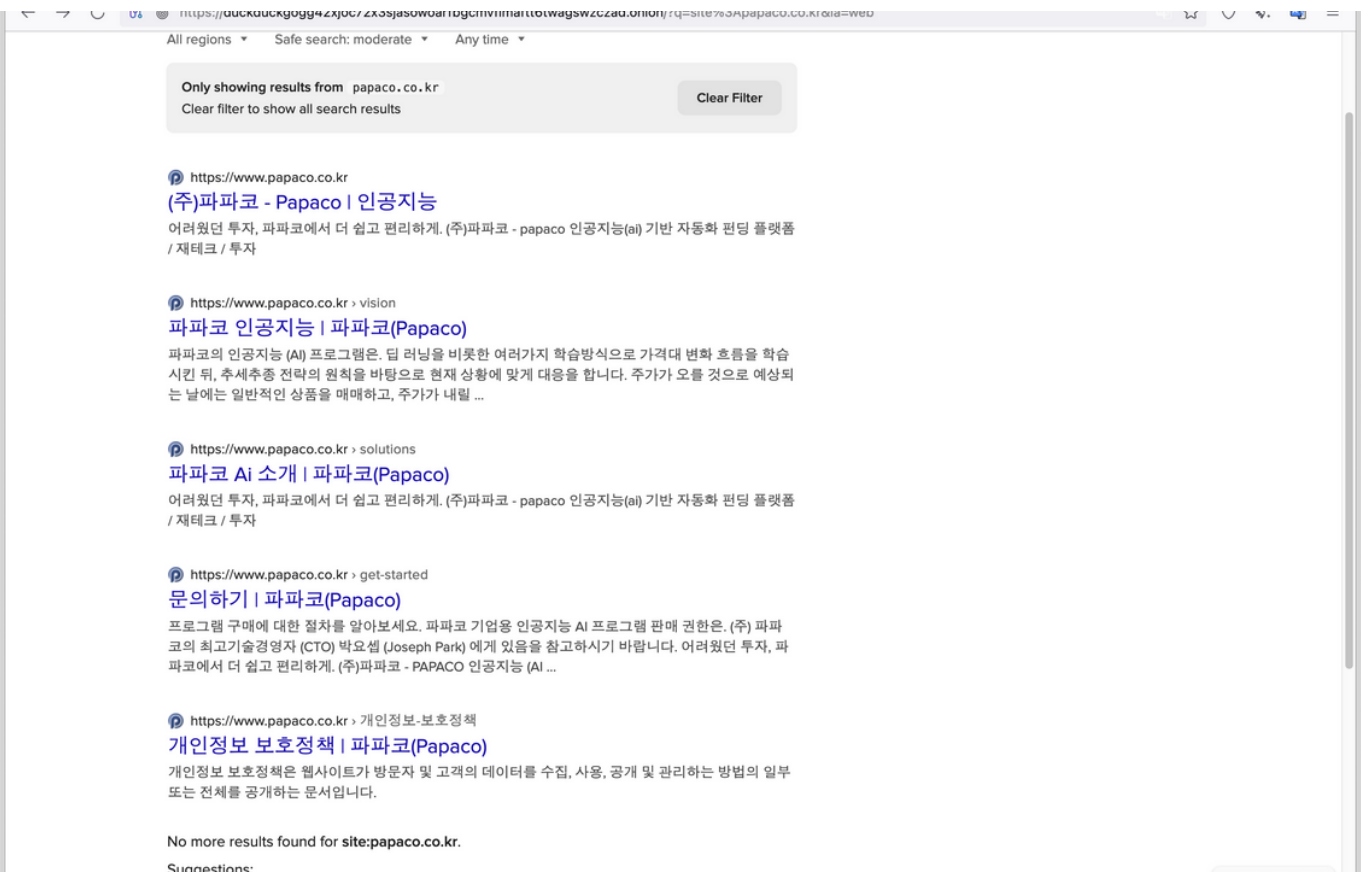 All regions Safe search: moderate Any time
Only showing results from papaco.co.kr
Clear filter to show all search results
Clear Filter
https://www.papaco.co.kr
(주)파파코 - Papaco | 인공지능
어려웠던 투자, 파파코에서 더 쉽고 편리하게. (주)파파코 - papaco 인공지능(ai) 기반 자동화 펀딩 플랫폼
/ 재테크 / 투자
https://www.papaco.co.kr › vision
파파코 인공지능 | 파파코(Papaco)
파파코의 인공지능 (AI) 프로그램은. 딥 러닝을 비롯한 여러가지 학습방식으로 가격대 변화 흐름을 학습
시킨 뒤, 추세추종 전략의 원칙을 바탕으로 현재 상황에 맞게 대응을 합니다. 주가가 오를 것으로 예상되
는 날에는 일반적인 상품을 매매하고, 주가가 내릴 ...
https://www.papaco.co.kr › solutions
파파코 Ai 소개 | 파파코(Papaco)
어려웠던 투자, 파파코에서 더 쉽고 편리하게. (주)파파코 - papaco 인공지능(ai) 기반 자동화 펀딩 플랫폼
/ 재테크 / 투자
https://www.papaco.co.kr › get-started
문의하기 | 파파코(Papaco)
프로그램 구매에 대한 절차를 알아보세요. 파파코 기업용 인공지능 AI 프로그램 판매 권한은. (주) 파파
코의 최고기술경영자 (CTO) 박요셉 (Joseph Park) 에게 있음을 참고하시기 바랍니다. 어려웠던 투자, 파
파코에서 더 쉽고 편리하게. (주)파파코 - PAPACO 인공지능 (AI ...
https://www.papaco.co.kr › 개인정보-보호정책
개인정보 보호정책 | 파파코(Papaco)
개인정보 보호정책은 웹사이트가 방문자 및 고객의 데이터를 수집, 사용, 공개 및 관리하는 방법의 일부
또는 전체를 공개하는 문서입니다.
No more results found for site:papaco.co.kr.
Suggestions: